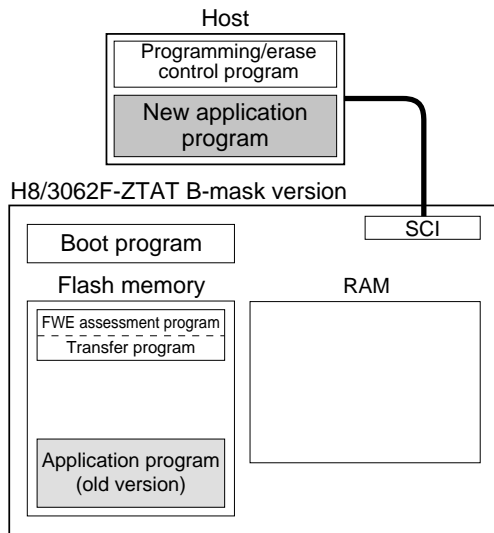 Host
Programming/erase
control program
New application
program
H8/3062F-ZTAT B-mask version
SCI
Boot program
Flash memory
RAM
FWE assessment program
Transfer program
Application program
(old version)